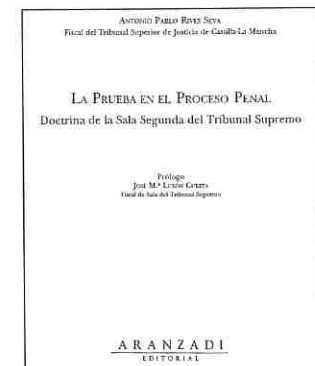 ANTONIO PABLO RIVES SEVA
Fiscal del Tribunal Superior de Justicia de Castilla-La Mancha
LA PRUEBA EN EL PROCESO PENAL
Doctrina de la Sala Segunda del Tribunal Supremo
Prólogo
JOSÉ Mª LUZÓN CUESTA
Fiscal de Sala del Tribunal Supremo
ARANZADI
EDITORIAL